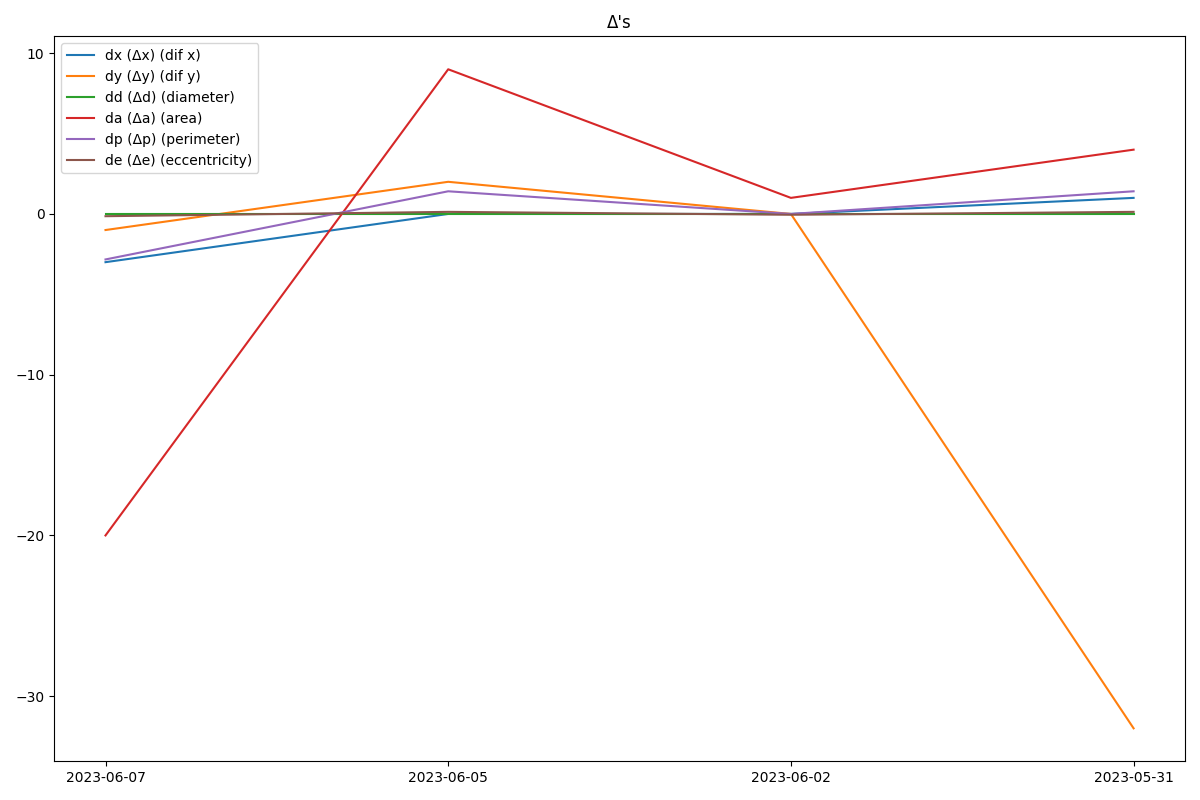 Δ's
dx (Δx) (dif x)
dy (Δy) (dif y)
dd (Δd) (diameter)
da (Δa) (area)
dp (Δp) (perimeter)
de (Δe) (eccentricity)
10
0
−10
−20
−30
2023-06-07 2023-06-05 2023-06-02 2023-05-31